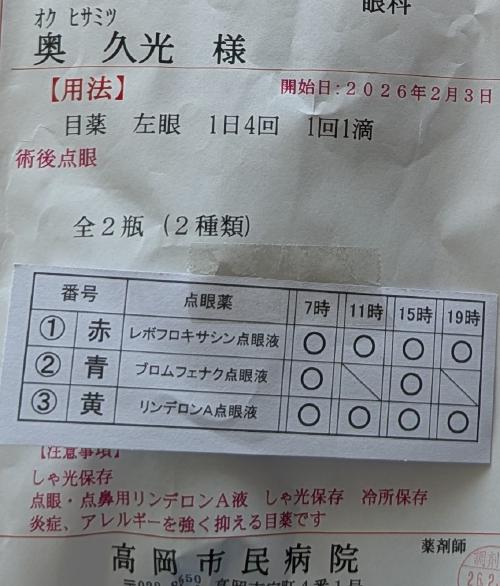 眼科
オク ヒサミツ
奥 久光 様
【用法】 開始日:2026年2月3日
目薬 左眼 1日4回 1回1滴
術後点眼
全2瓶(2種類)
番号 点眼薬 7時 11時 15時 19時
① 赤 レボフロキサシン点眼液 ○ ○ ○ ○
② 青 ブロムフェナク点眼液 ○ ○
③ 黄 リンデロンA点眼液 ○ ○ ○ ○
【注意事項】
しゃ光保存
点眼・点鼻用リンデロンA液 しゃ光保存 冷所保存
炎症、アレルギーを強く抑える目薬です
高岡市民病院 薬剤師